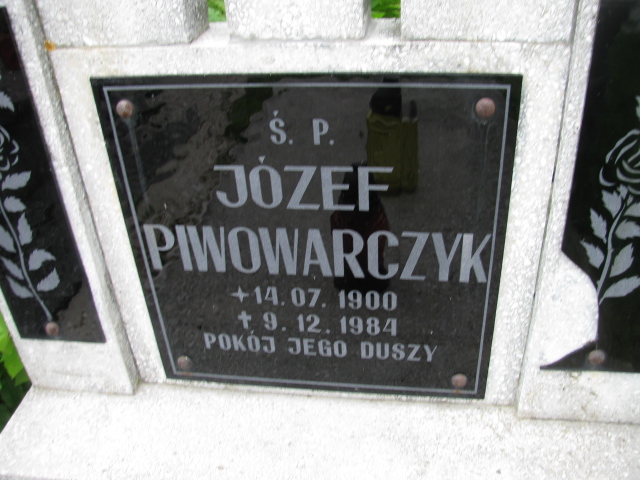 Ś. P.
JÓZEF
PIWOWARCZYK
+14.07.1900
† 9.12.1984
POKÓJ JEGO DUSZY